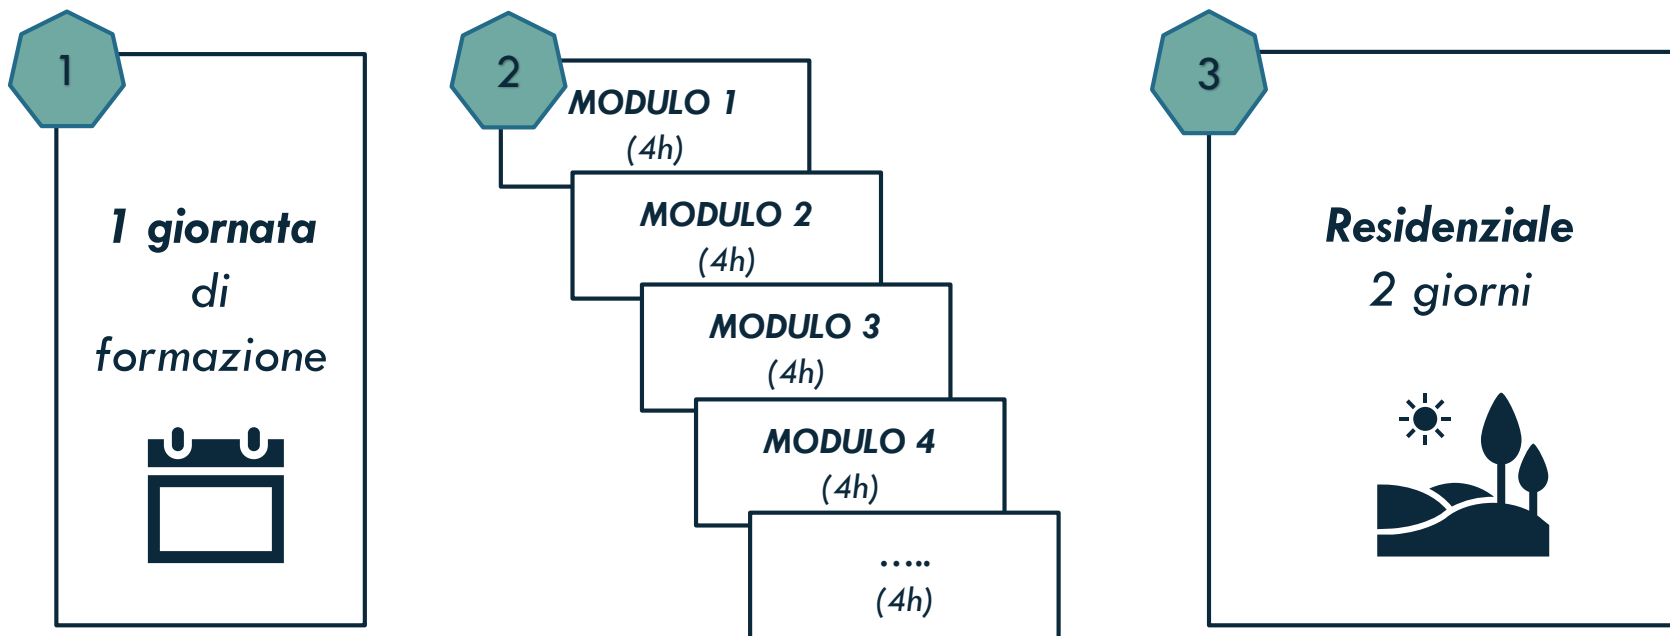 1
1 giornata
di
formazione
2
MODULO 1
(4h)
MODULO 2
(4h)
MODULO 3
(4h)
MODULO 4
(4h)
.....
(4h)
3
Residenziale
2 giorni